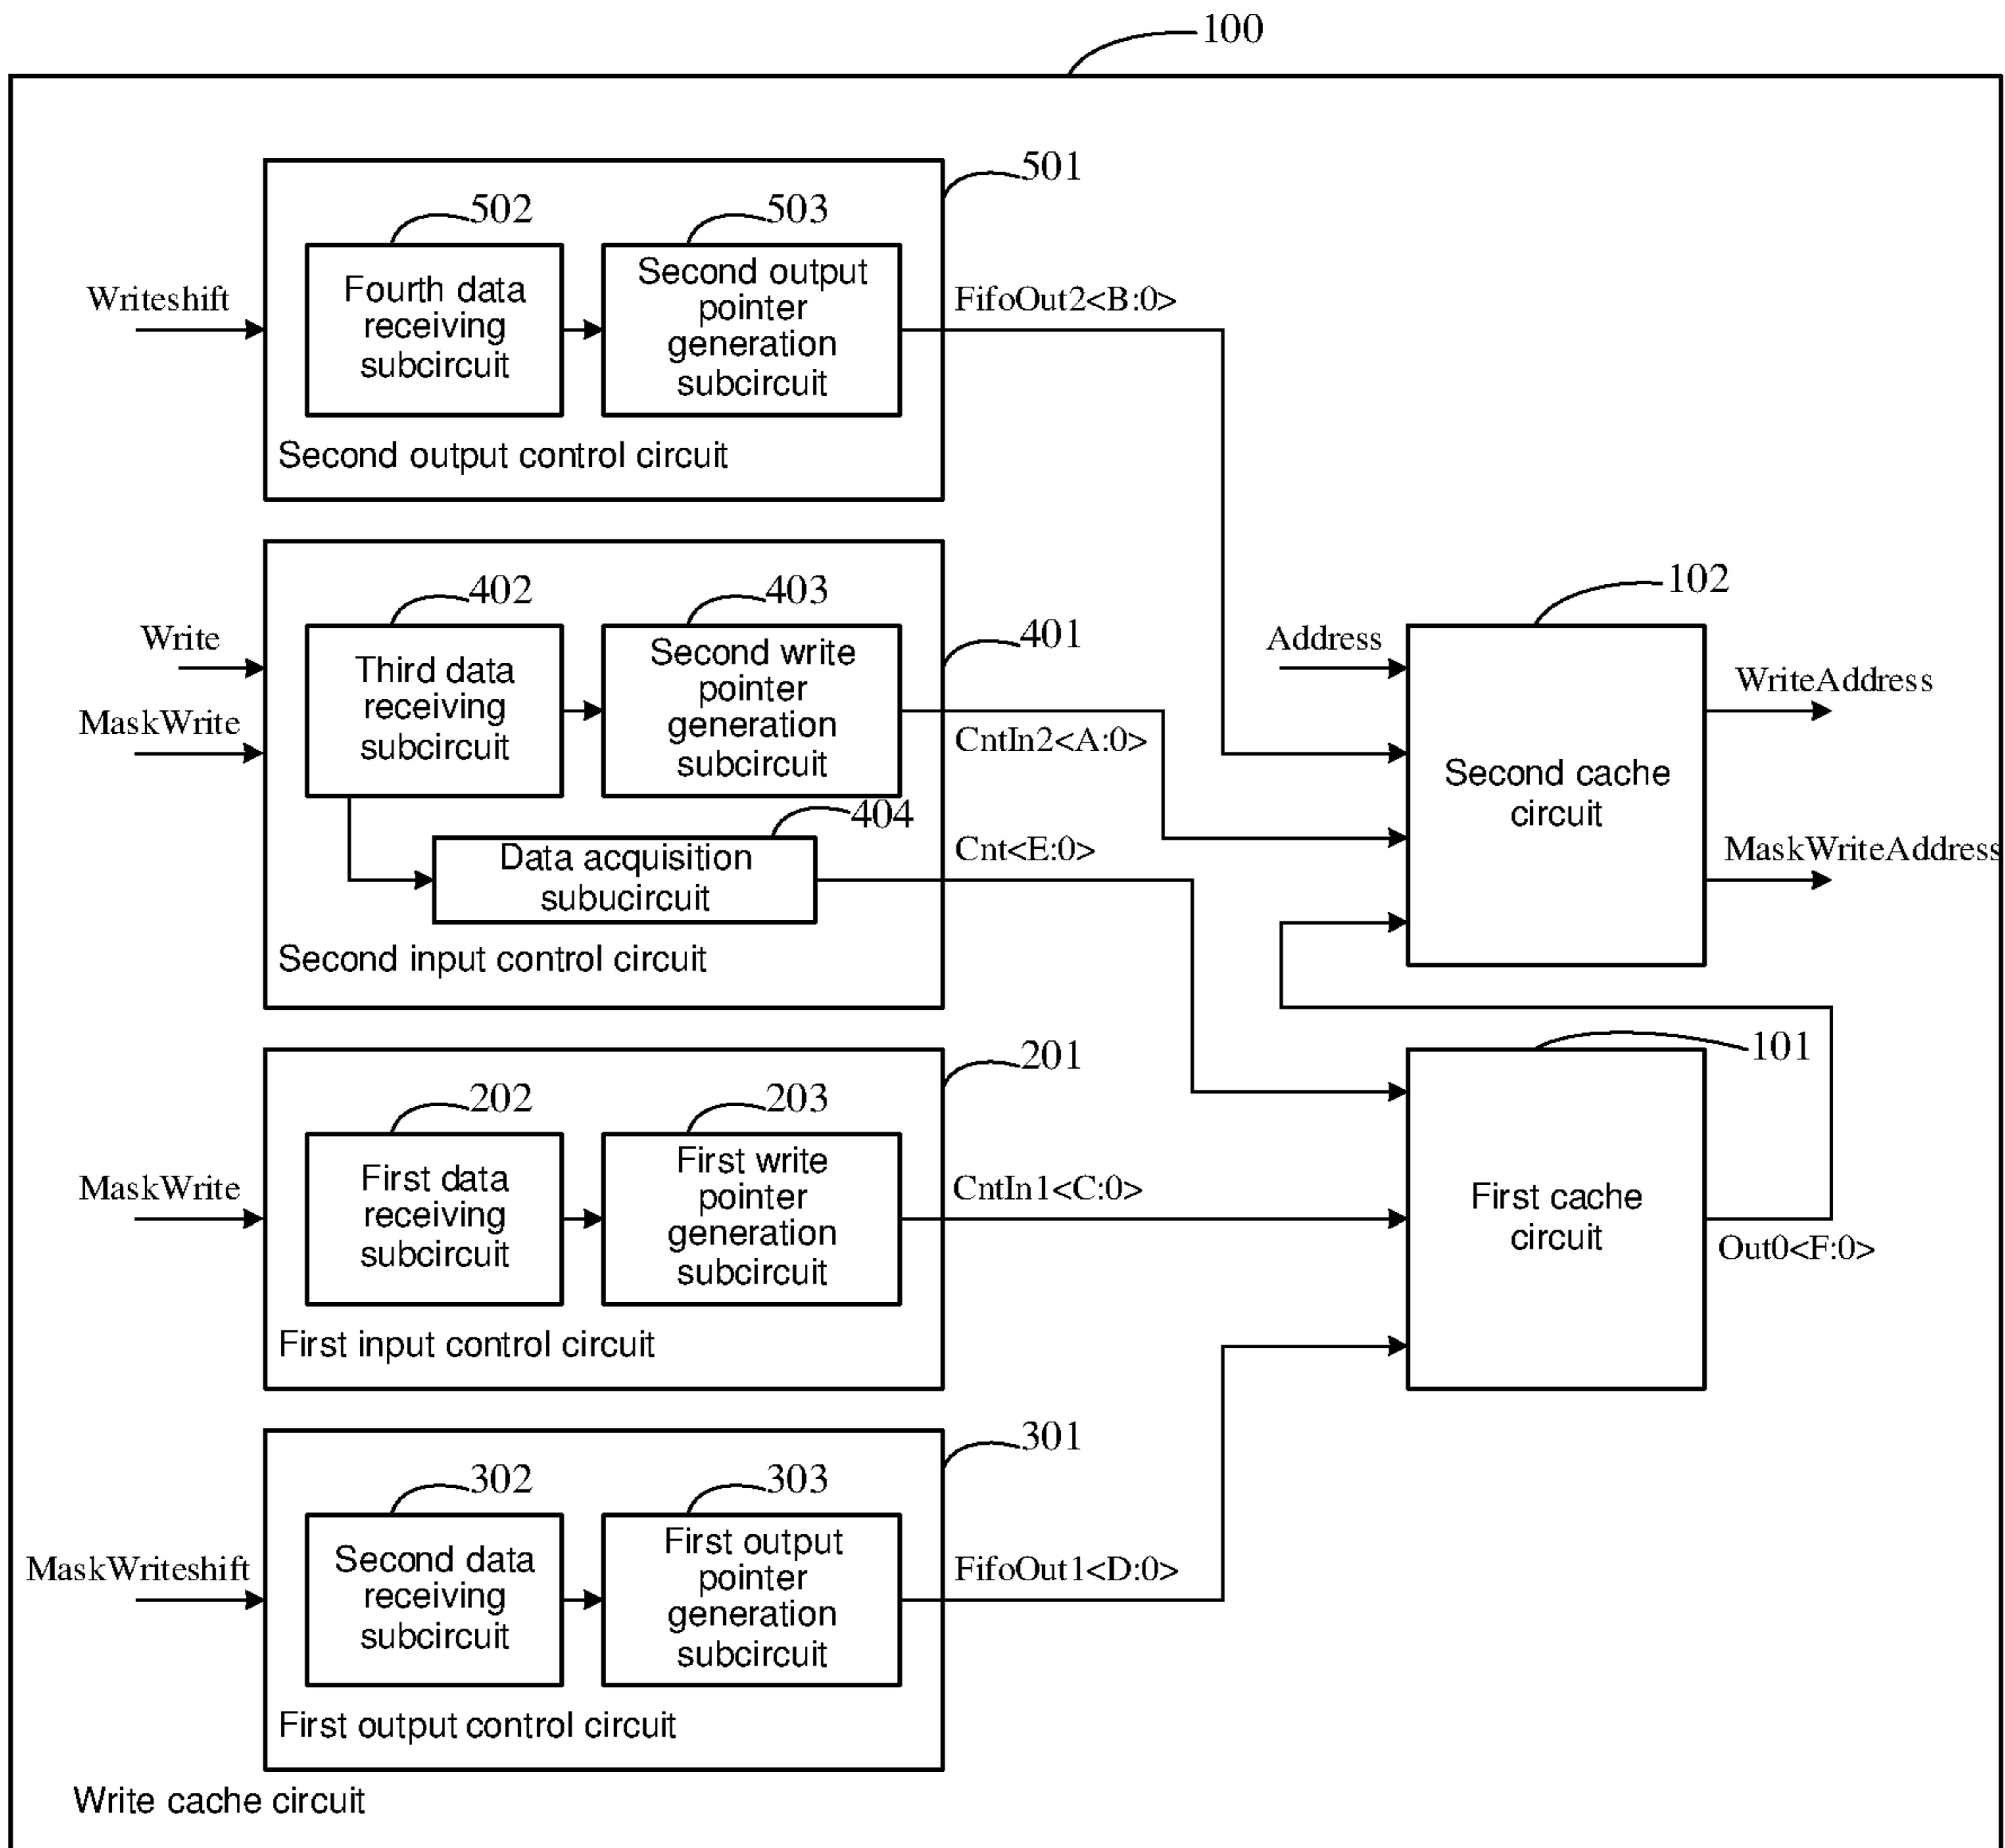 100
501
502
503
Writeshift
Fourth data
receiving
subcircuit
Second output
pointer
generation
subcircuit
FifoOut2<B:0>
Second output control circuit
402
403
401
Write
MaskWrite
Third data
receiving
subcircuit
Second write
pointer
generation
subcircuit
CntIn2<A:0>
404
Data acquisition
subucircuit
Cnt<E:0>
Second input control circuit
102
Address
Second cache
circuit
WriteAddress
MaskWriteAddress
201
202
203
MaskWrite
First data
receiving
subcircuit
First write
pointer
generation
subcircuit
CntIn1<C:0>
First input control circuit
101
First cache
circuit
Out0<F:0>
301
302
303
MaskWriteshift
Second data
receiving
subcircuit
First output
pointer
generation
subcircuit
FifoOut1<D:0>
First output control circuit
Write cache circuit